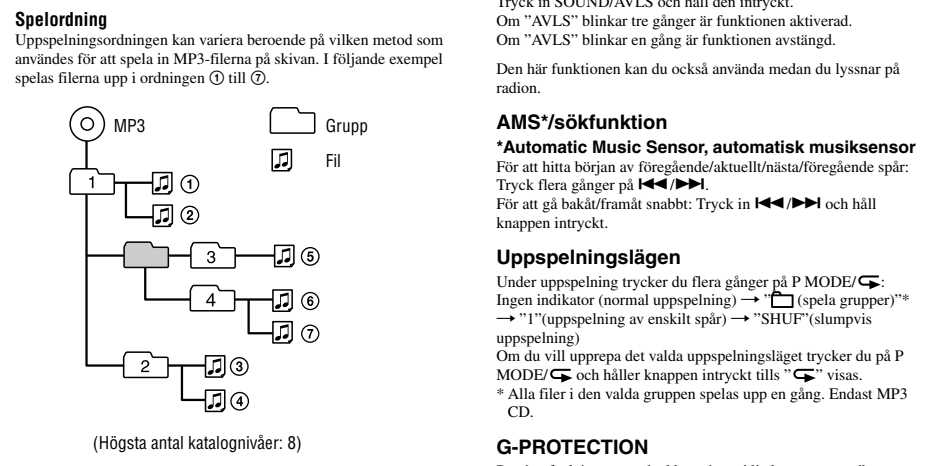 Spelordning
Uppspelningsordningen kan variera beroende på vilken metod som
användes för att spela in MP3-filerna på skivan. I följande exempel
spelas filerna upp i ordningen ① till ⑦.
MP3
Grupp
Fil
1
①
②
3
⑤
4
⑥
⑦
2
③
④
(Högsta antal katalognivåer: 8)
Tryck in SOUND/AVLS och håll den intryckt.
Om ”AVLS” blinkar tre gånger är funktionen aktiverad.
Om ”AVLS” blinkar en gång är funktionen avstängd.
Den här funktionen kan du också använda medan du lyssnar på
radion.
AMS*/sökfunktion
*Automatic Music Sensor, automatisk musiksensor
För att hitta början av föregående/aktuellt/nästa/föregående spår:
Tryck flera gånger på ⏮/⏭.
För att gå bakåt/framåt snabbt: Tryck in ⏮/⏭ och håll
knappen intryckt.
Uppspelningslägen
Under uppspelning trycker du flera gånger på P MODE/:
Ingen indikator (normal uppspelning) → ” (spela grupper)”*
→ ”1”(uppspelning av enskilt spår) → ”SHUF”(slumpvis
uppspelning)
Om du vill upprepa det valda uppspelningsläget trycker du på P
MODE/ och håller knappen intryckt tills ”” visas.
* Alla filer i den valda gruppen spelas upp en gång. Endast MP3
CD.
G-PROTECTION